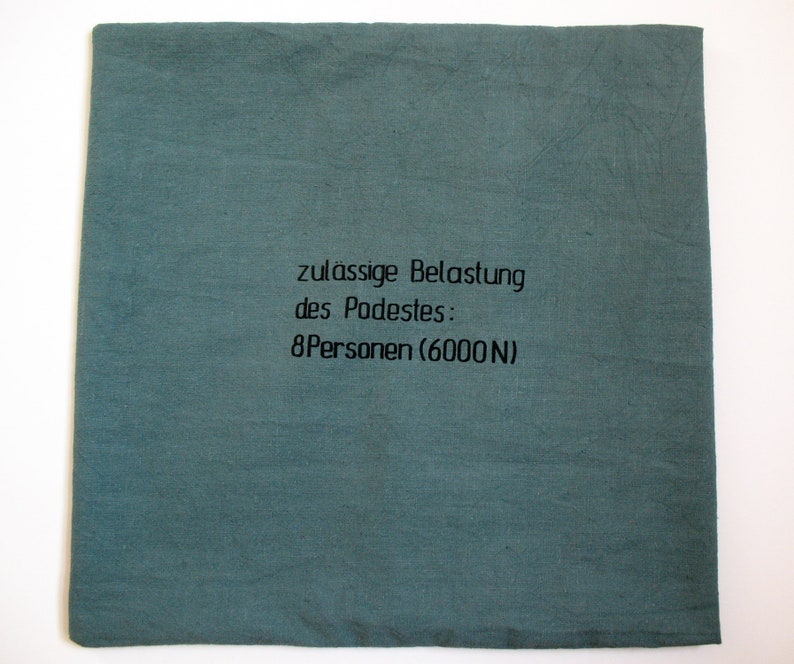 zulässige Belastung
des Podestes:
8Personen (6000N)